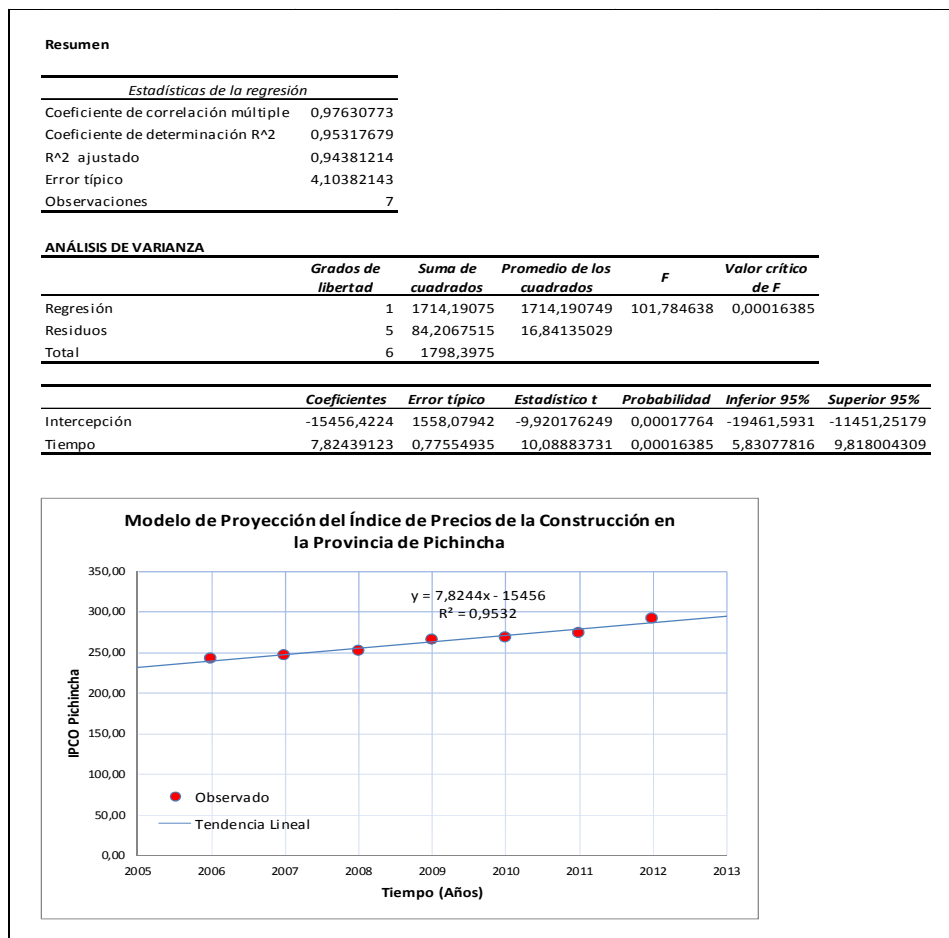 Resumen
Estadísticas de la regresión
Coeficiente de correlación múltiple 0,97630773
Coeficiente de determinación R^2 0,95317679
R^2 ajustado 0,94381214
Error típico 4,10382143
Observaciones 7
ANÁLISIS DE VARIANZA
Grados de libertad Suma de cuadrados Promedio de los cuadrados F Valor crítico de F
Regresión 1 1714,19075 1714,190749 101,784638 0,00016385
Residuos 5 84,2067515 16,84135029
Total 6 1798,3975
Coeficientes Error típico Estadístico t Probabilidad Inferior 95% Superior 95%
Intercepción -15456,4224 1558,07942 -9,920176249 0,00017764 -19461,5931 -11451,25179
Tiempo 7,82439123 0,77554935 10,08883731 0,00016385 5,83077816 9,818004309
Modelo de Proyección del Índice de Precios de la Construcción en
la Provincia de Pichincha
350,00
300,00
250,00
200,00
150,00
100,00
50,00
0,00
IPCO Pichincha
y = 7,8244x - 15456
R² = 0,9532
Observado
Tendencia Lineal
2005 2006 2007 2008 2009 2010 2011 2012 2013
Tiempo (Años)